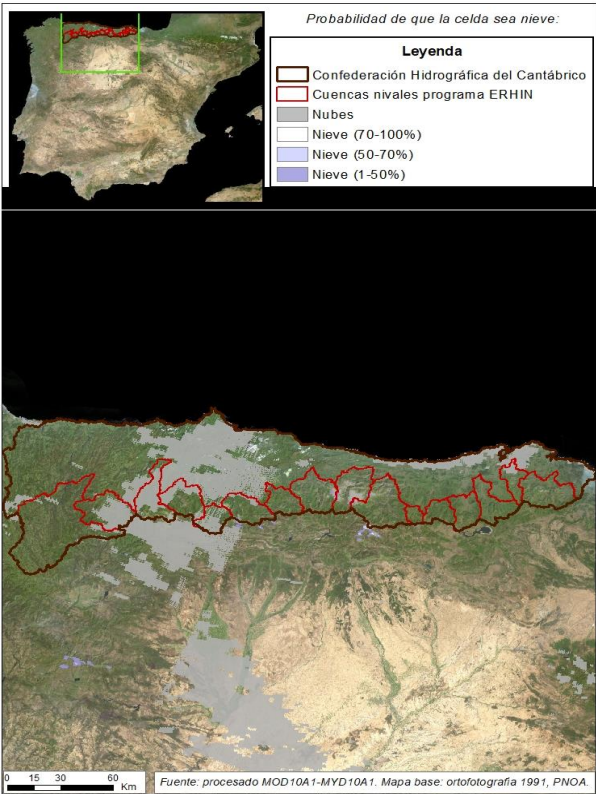 Probabilidad de que la celda sea nieve:
Leyenda
Confederación Hidrográfica del Cantábrico
Cuencas nivales programa ERHIN
Nubes
Nieve (70-100%)
Nieve (50-70%)
Nieve (1-50%)
0 15 30 60
Km
Fuente: procesado MOD10A1-MYD10A1. Mapa base: ortofotografía 1991, PNOA.